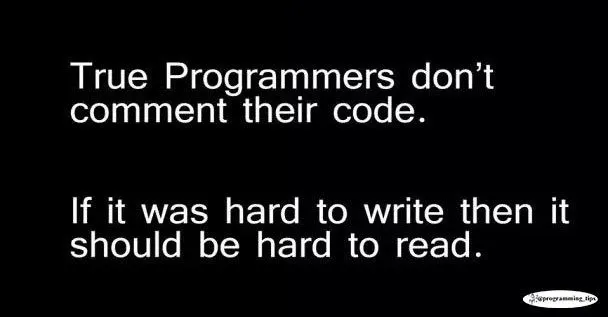 True Programmers don’t
comment their code.
If it was hard to write then it
should be hard to read.
@programming_tips